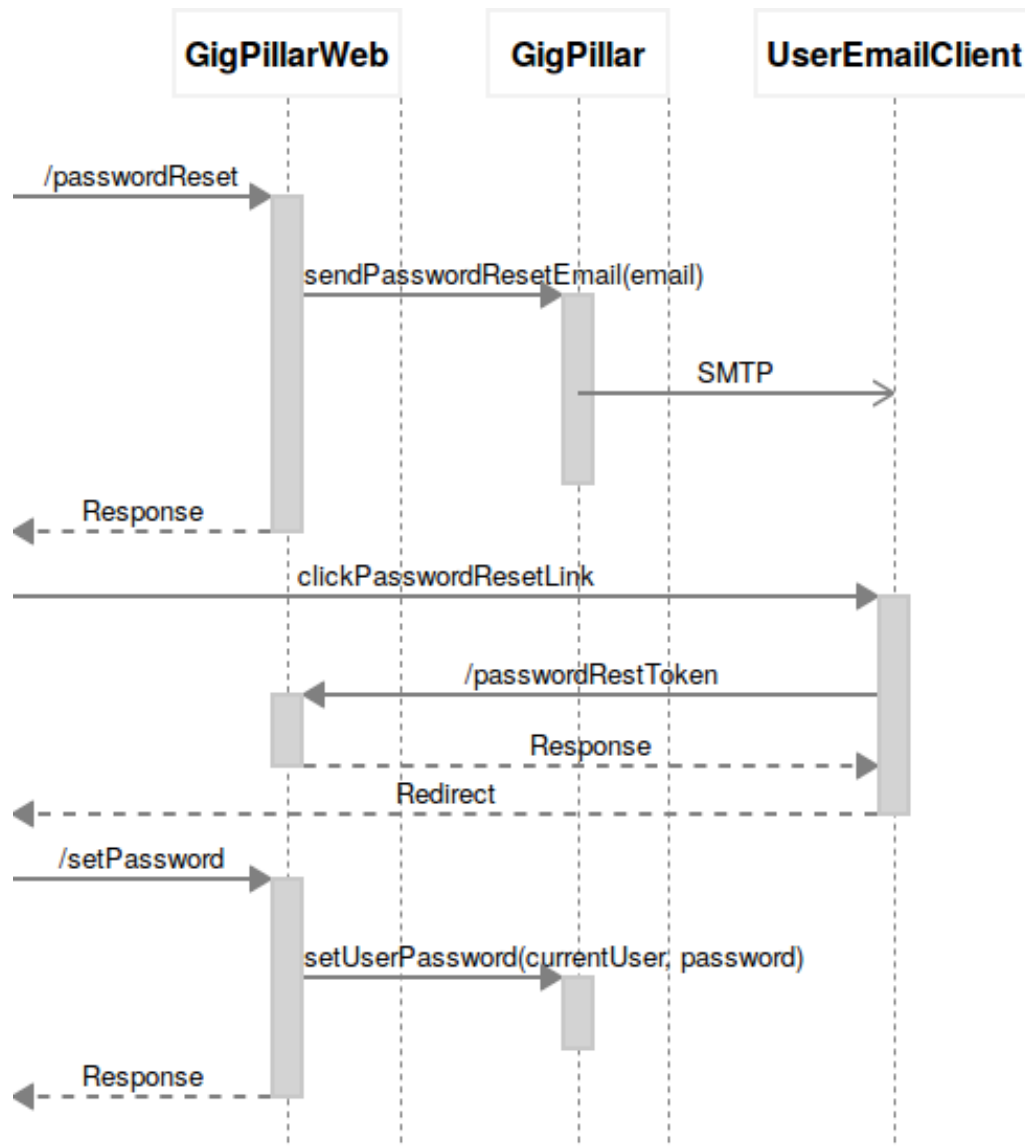 GigPillarWeb
GigPillar
UserEmailClient
/passwordReset
sendPasswordResetEmail(email)
SMTP
Response
clickPasswordResetLink
/passwordRestToken
Response
Redirect
/setPassword
setUserPassword(currentUser, password)
Response